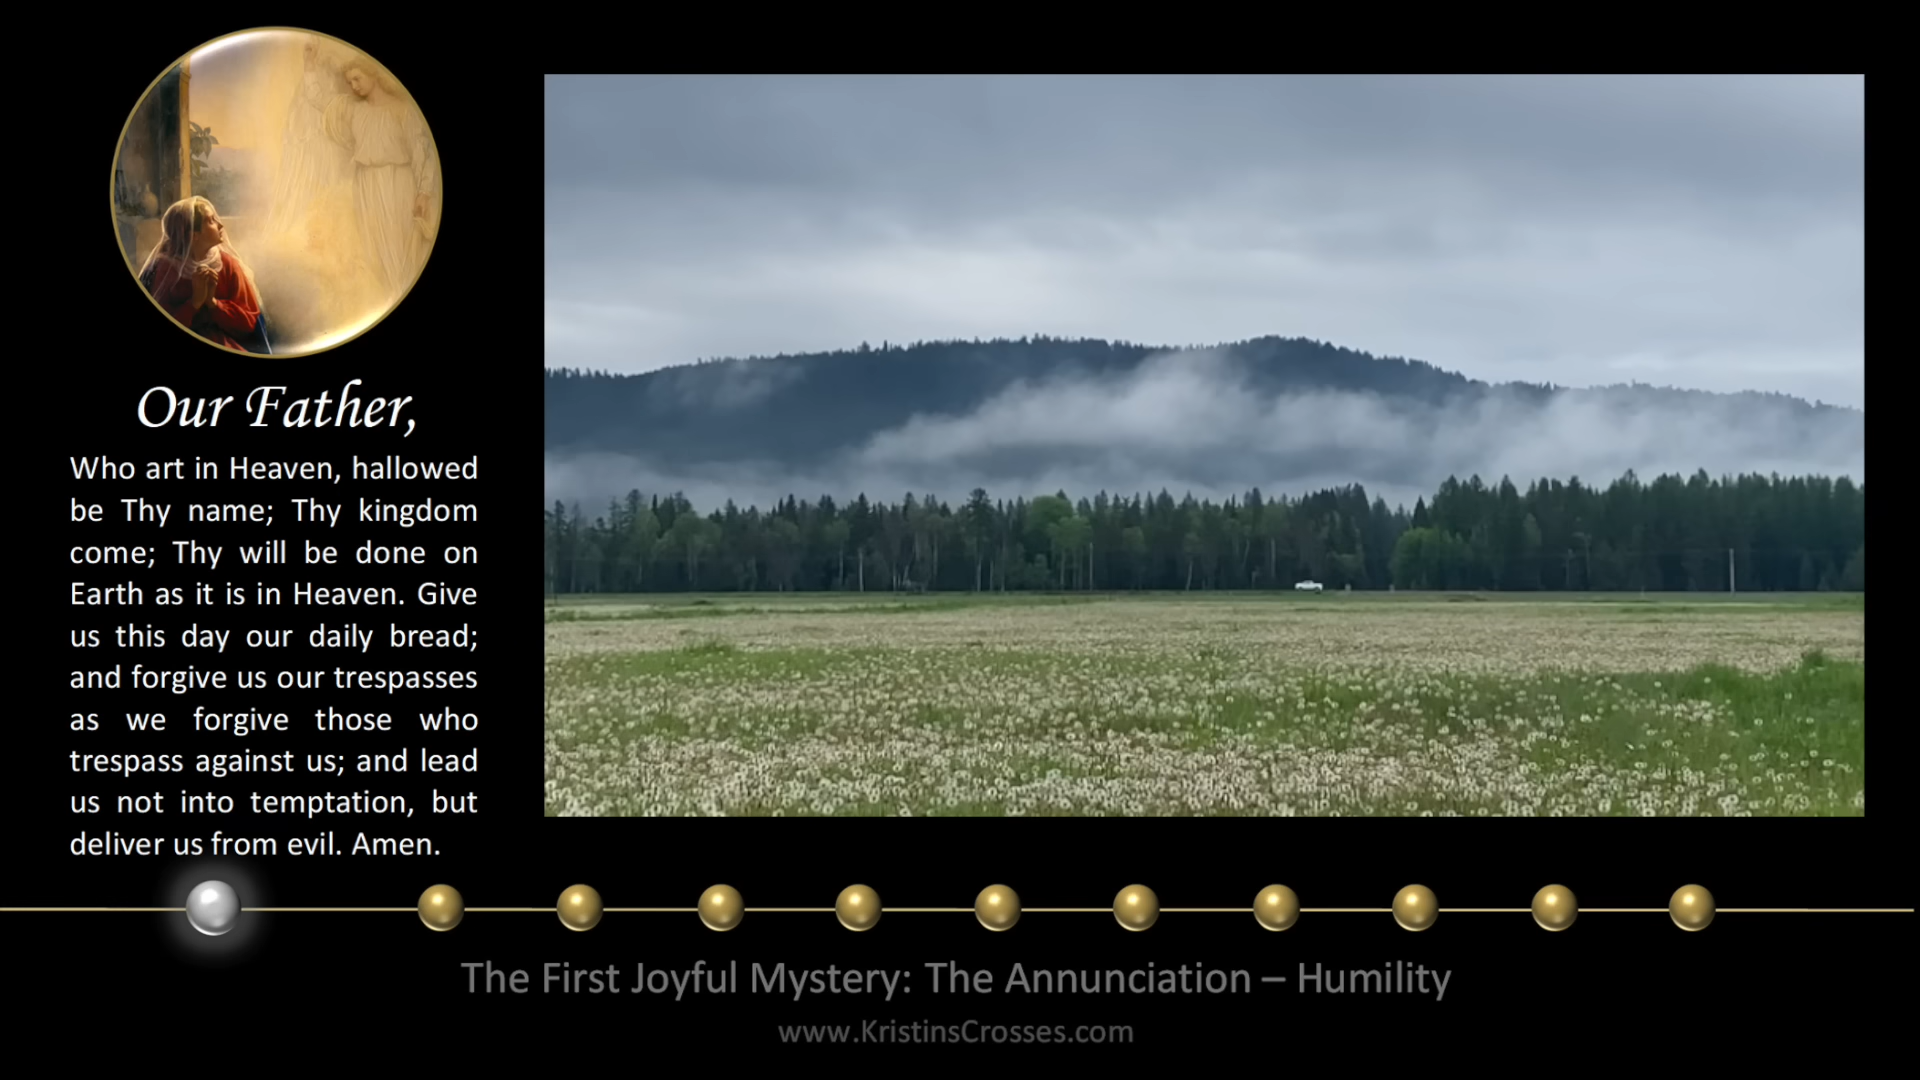 Our Father,
Who art in Heaven, hallowed
be Thy name; Thy kingdom
come; Thy will be done on
Earth as it is in Heaven. Give
us this day our daily bread;
and forgive us our trespasses
as we forgive those who
trespass against us; and lead
us not into temptation, but
deliver us from evil. Amen.
The First Joyful Mystery: The Annunciation – Humility
www.KristinsCrosses.com